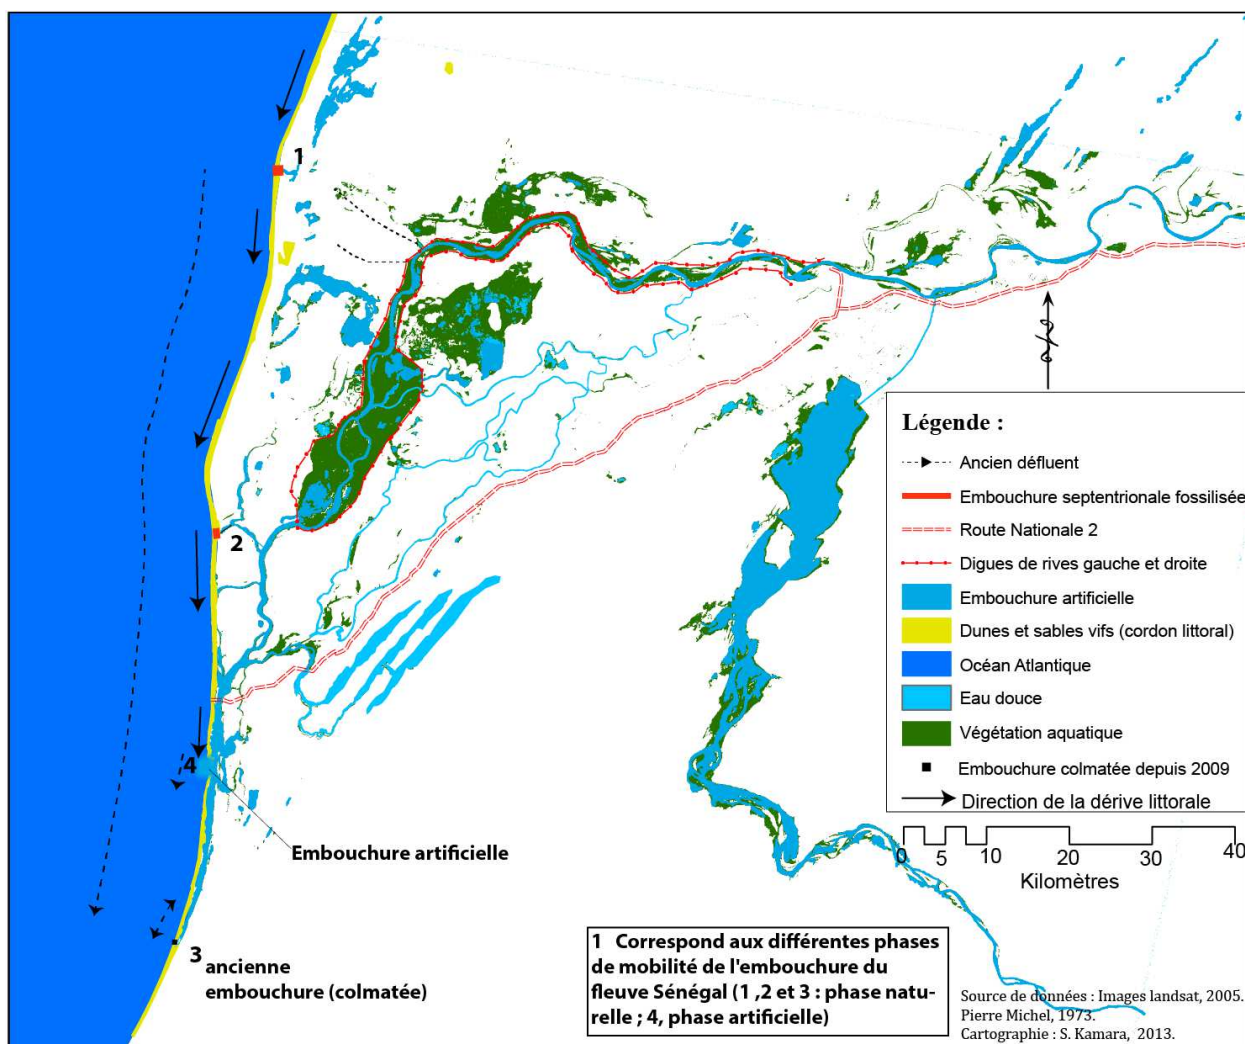 1
2
4
Embouchure artificielle
3
ancienne
embouchure (colmatée)
Légende :
Ancien défluent
Embouchure septentrionale fossilisée
Route Nationale 2
Digues de rives gauche et droite
Embouchure artificielle
Dunes et sables vifs (cordon littoral)
Océan Atlantique
Eau douce
Végétation aquatique
Embouchure colmatée depuis 2009
Direction de la dérive littorale
0 5 10 20 30 40
Kilomètres
1 Correspond aux différentes phases
de mobilité de l'embouchure du
fleuve Sénégal (1 ,2 et 3 : phase natu-
relle ; 4, phase artificielle)
Source de données : Images landsat, 2005.
Pierre Michel, 1973.
Cartographie : S. Kamara, 2013.